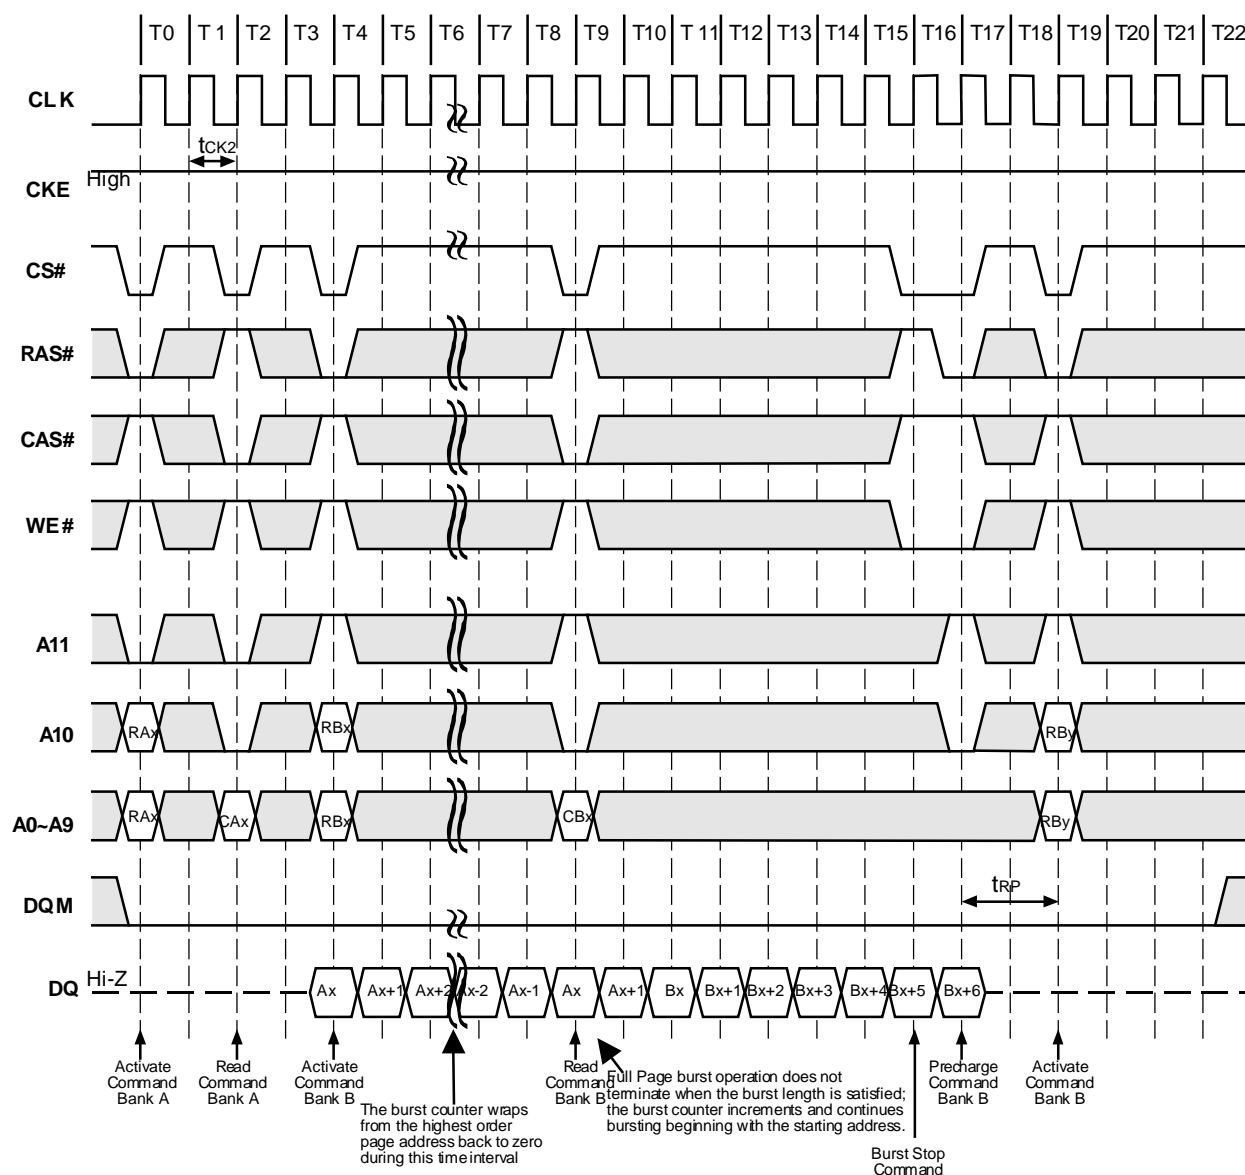 T0 T1 T2 T3 T4 T5 T6 T7 T8 T9 T10 T11 T12 T13 T14 T15 T16 T17 T18 T19 T20 T21 T22
CLK
tCK2
High
CKE
CS#
RAS#
CAS#
WE#
A11
A10 RAx RBx RBy
A0~A9 RAx CAx RBx CBx RBy
tRP
DQM
Hi-Z
DQ Ax Ax+1 Ax+2 Ax-2 Ax-1 Ax Ax+1 Bx Bx+1 Bx+2 Bx+3 Bx+4 Bx+5 Bx+6
Activate
Command
Bank A
Read
Command
Bank A
Activate
Command
Bank B
The burst counter wraps
from the highest order
page address back to zero
during this time interval
Read
Command
Bank B
Full Page burst operation does not
terminate when the burst length is satisfied;
the burst counter increments and continues
bursting beginning with the starting address.
Burst Stop
Command
Precharge
Command
Bank B
Activate
Command
Bank B